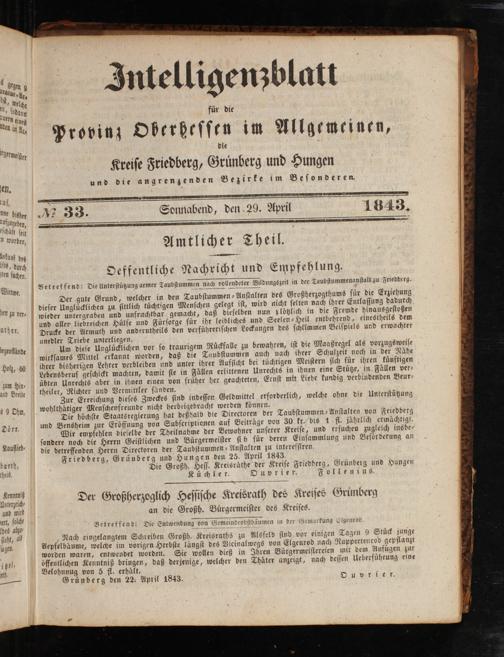 Intelligenzblatt
für die
Provinz Oberhessen im Allgemeinen,
die
Kreise Friedberg, Grünberg und Hungen
und die angrenzenden Bezirke im Besonderen.
№ 33. Sonnabend, den 29. April 1843.
Amtlicher Theil.
Oeffentliche Nachricht und Empfehlung.
Betreffend: Die Unterstützung armer Taubstummen nach vollendeter Bildungszeit in der Taubstummenanstalt zu Friedberg.
Der gute Grund, welcher in den Taubstummen-Anstalten des Großherzogthums für die Erziehung
dieser Unglücklichen zu sittlich tüchtigen Menschen gelegt ist, wird nicht selten nach ihrer Entlassung dadurch
wieder untergraben und unfruchtbar gemacht, daß dieselben nun plötzlich in die Fremde hinausgestoßen
und aller lieblichen Hülfe und Fürsorge für ihr leibliches und Seelen-Heil entbehrend, einestheils dem
Drucke der Armuth und anderntheils den verführerischen Lockungen des schlimmen Beispiels und erwachter
unedler Triebe unterliegen.
Um diese Unglücklichen vor so traurigem Rückfalle zu bewahren, ist die Maaßregel als vorzugsweise
wirksames Mittel erkannt worden, daß die Taubstummen auch nach ihrer Schulzeit noch in der Nähe
ihrer bisherigen Lehrer verbleiben und unter ihrer Aufsicht bei tüchtigen Meistern sich für ihren künftigen
Lebensberuf geschickt machten, damit sie in Fällen erlittenen Unrechts in ihnen eine Stütze, in Fällen ver-
übten Unrechts aber in ihnen einen von früher her geachteten, Ernst mit Liebe kundig verbindenden Beur-
theiler, Richter und Vermittler fänden.
Zur Erreichung dieses Zweckes sind indessen Geldmittel erforderlich, welche ohne die Unterstützung
wohlthätiger Menschenfreunde nicht herbeigebracht werden können.
Die höchste Staatsregierung hat deßhalb die Directoren der Taubstummen-Anstalten von Friedberg
und Bensheim zur Eröffnung von Subscriptionen auf Beiträge von 30 kr. bis 1 fl. jährlich ermächtigt.
Wir empfehlen dieselbe der Theilnahme der Bewohner unserer Kreise, und ersuchen zugleich insbe-
sondere noch die Herrn Geistlichen und Bürgermeister sich für deren Einsammlung und Beförderung an
die betreffenden Herrn Directoren der Taubstummen-Anstalten zu interessiren.
Friedberg, Grünberg und Hungen den 25. April 1843.
Die Großh. Hess. Kreisräthe der Kreise Friedberg, Grünberg und Hungen
Küchler. Ouvrier. Follenius.
Der Großherzoglich Hessische Kreisrath des Kreises Grünberg
an die Großh. Bürgermeister des Kreises.
Betreffend: Die Entwendung von Gemeindeobstbäumen in der Gemarkung Elgenrod.
Nach eingelangtem Schreiben Großh. Kreisraths zu Alsfeld sind vor einigen Tagen 9 Stück junge
Aepfelbäume, welche im vorigen Herbste längst des Vicinalwegs von Elgenrod nach Ruppertenrod gepflanzt
worden waren, entwendet worden. Sie wollen dieß in Ihren Bürgermeistereien mit dem Anfügen zur
öffentlichen Kenntniß bringen, daß derjenige, welcher den Thäter anzeigt, nach dessen Ueberführung eine
Belohnung von 5 fl. erhält.
Grünberg den 22. April 1843.
Ouvrier.